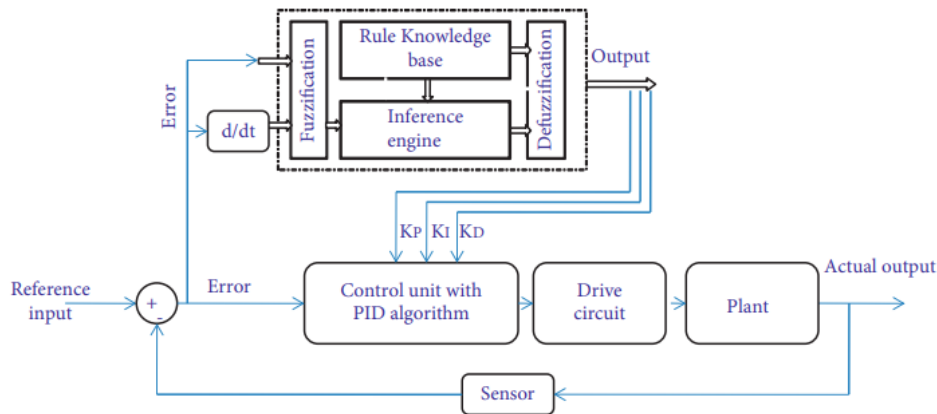 Rule Knowledge
base
Output
Fuzzification
Defuzzification
Error
d/dt
Inference
engine
KP KI KD
Reference
input
+
-
Error
Control unit with
PID algorithm
Drive
circuit
Plant
Actual output
Sensor